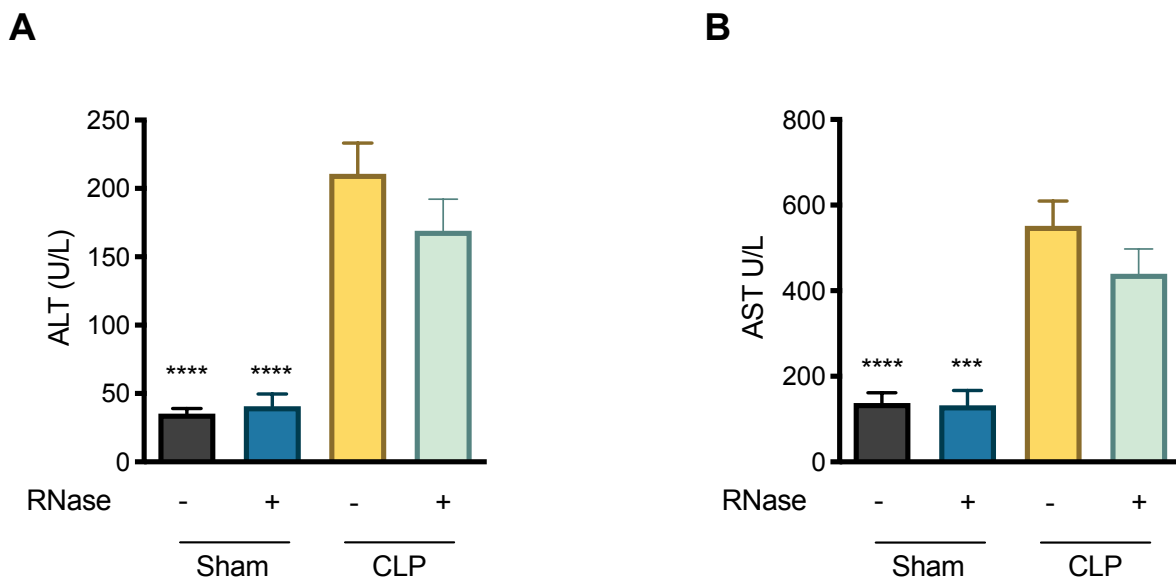 A
ALT (U/L)
250
200
150
100
50
0
**** ****
RNase - + - +
Sham CLP
B
AST U/L
800
600
400
200
0
**** ***
RNase - + - +
Sham CLP